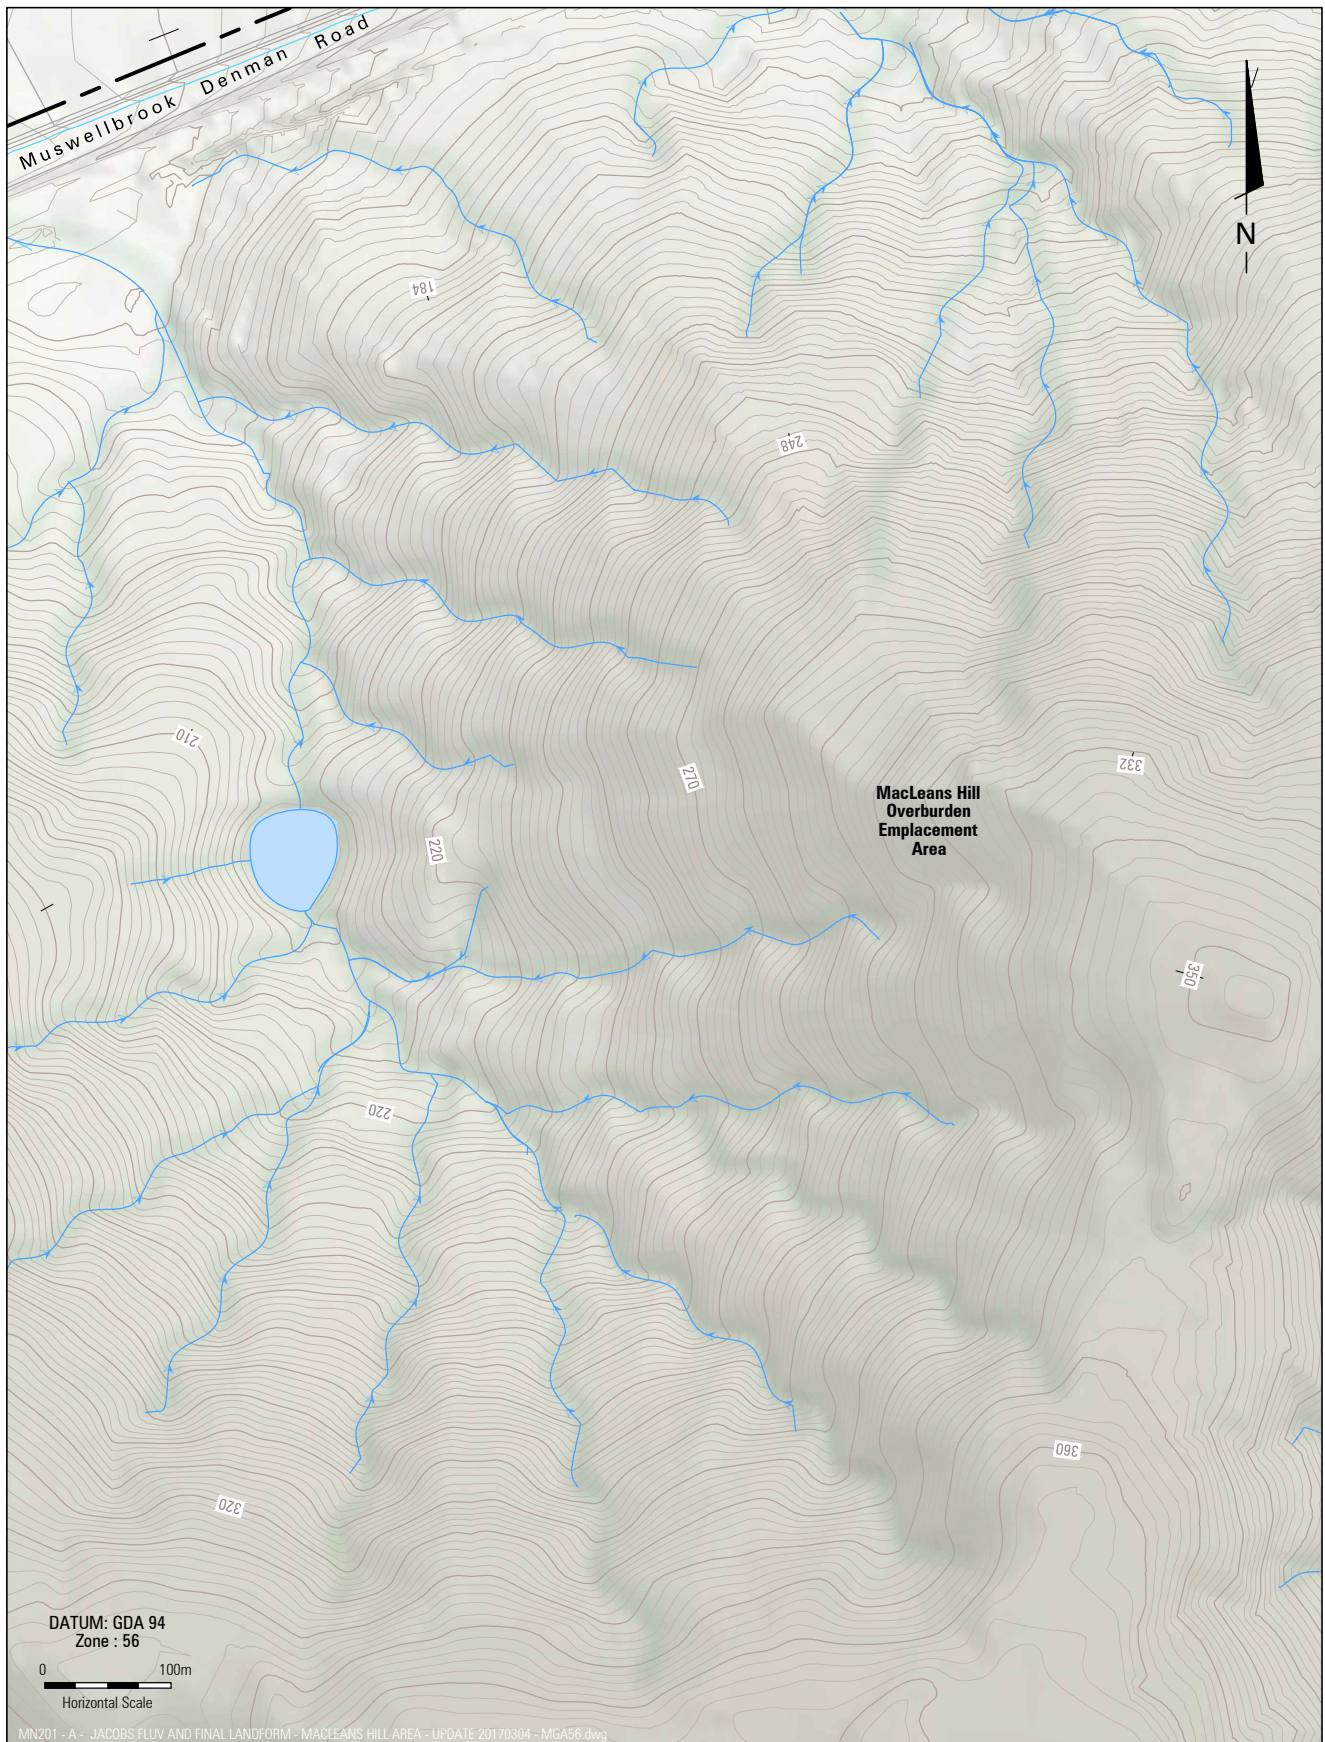 Muswellbrook Denman Road
N
184
248
210
270
332
MacLeans Hill
Overburden
Emplacement
Area
220
350
220
360
320
DATUM: GDA 94
Zone : 56
0 100m
Horizontal Scale
MN201 - A - JACOBS FLUV AND FINAL LANDFORM - MACLEANS HILL AREA - UPDATE 20170304 - MGA56.dwg